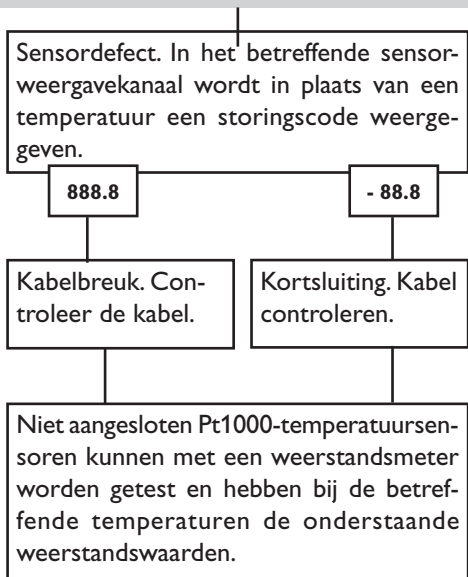 Sensordefect. In het betreffende sensor-
weergavekanaal wordt in plaats van een
temperatuur een storingscode weerge-
geven.
888.8
- 88.8
Kabelbreuk. Con-
troleer de kabel.
Kortsluiting. Kabel
controleren.
Niet aangesloten Pt1000-temperatuursen-
soren kunnen met een weerstandsmeter
worden getest en hebben bij de betref-
fende temperaturen de onderstaande
weerstandswaarden.